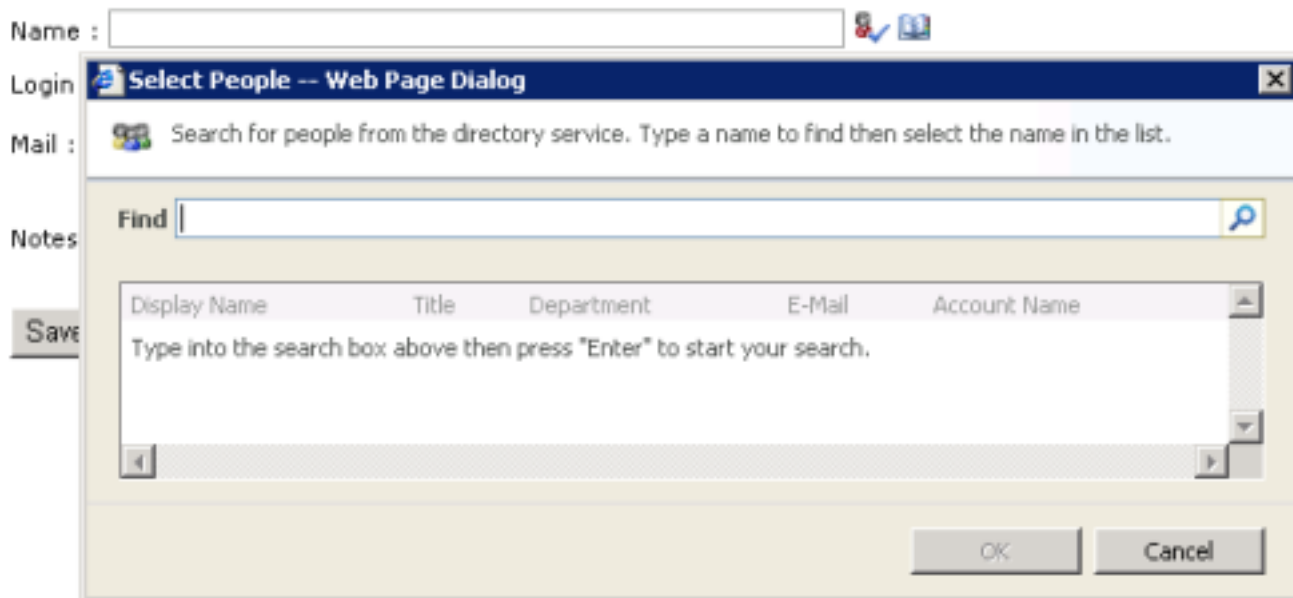 Name :
Select People -- Web Page Dialog
Login
Search for people from the directory service. Type a name to find then select the name in the list.
Mail :
Find
Notes
Display Name Title Department E-Mail Account Name
Save
Type into the search box above then press "Enter" to start your search.
OK Cancel